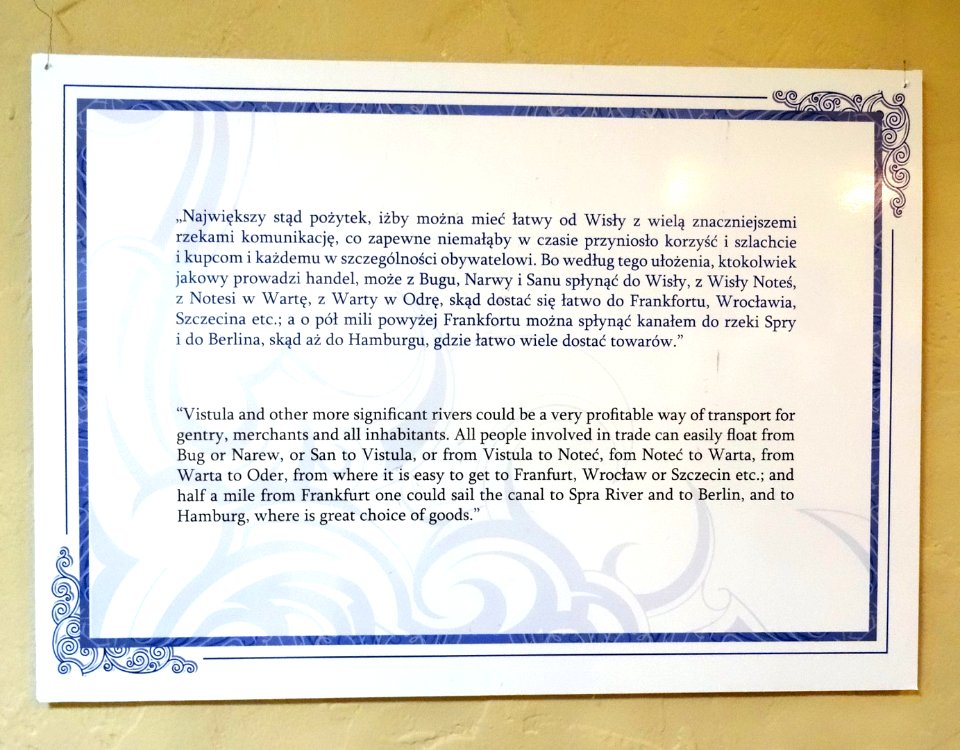 „Największy stąd pożytek, iżby można mieć łatwy od Wisły z wielą znaczniejszemi
rzekami komunikację, co zapewne niemałąby w czasie przyniosło korzyść i szlachcie
i kupcom i każdemu w szczególności obywatelowi. Bo według tego ułożenia, ktokolwiek
jakowy prowadzi handel, może z Bugu, Narwy i Sanu spłynąć do Wisły, z Wisły Noteś,
z Notesi w Wartę, z Warty w Odrę, skąd dostać się łatwo do Frankfortu, Wrocławia,
Szczecina etc.; a o pół mili powyżej Frankfortu można spłynąć kanałem do rzeki Spry
i do Berlina, skąd aż do Hamburgu, gdzie łatwo wiele dostać towarów.”
“Vistula and other more significant rivers could be a very profitable way of transport for
gentry, merchants and all inhabitants. All people involved in trade can easily float from
Bug or Narew, or San to Vistula, or from Vistula to Noteć, fom Noteć to Warta, from
Warta to Oder, from where it is easy to get to Franfurt, Wrocław or Szczecin etc.; and
half a mile from Frankfurt one could sail the canal to Spra River and to Berlin, and to
Hamburg, where is great choice of goods.”